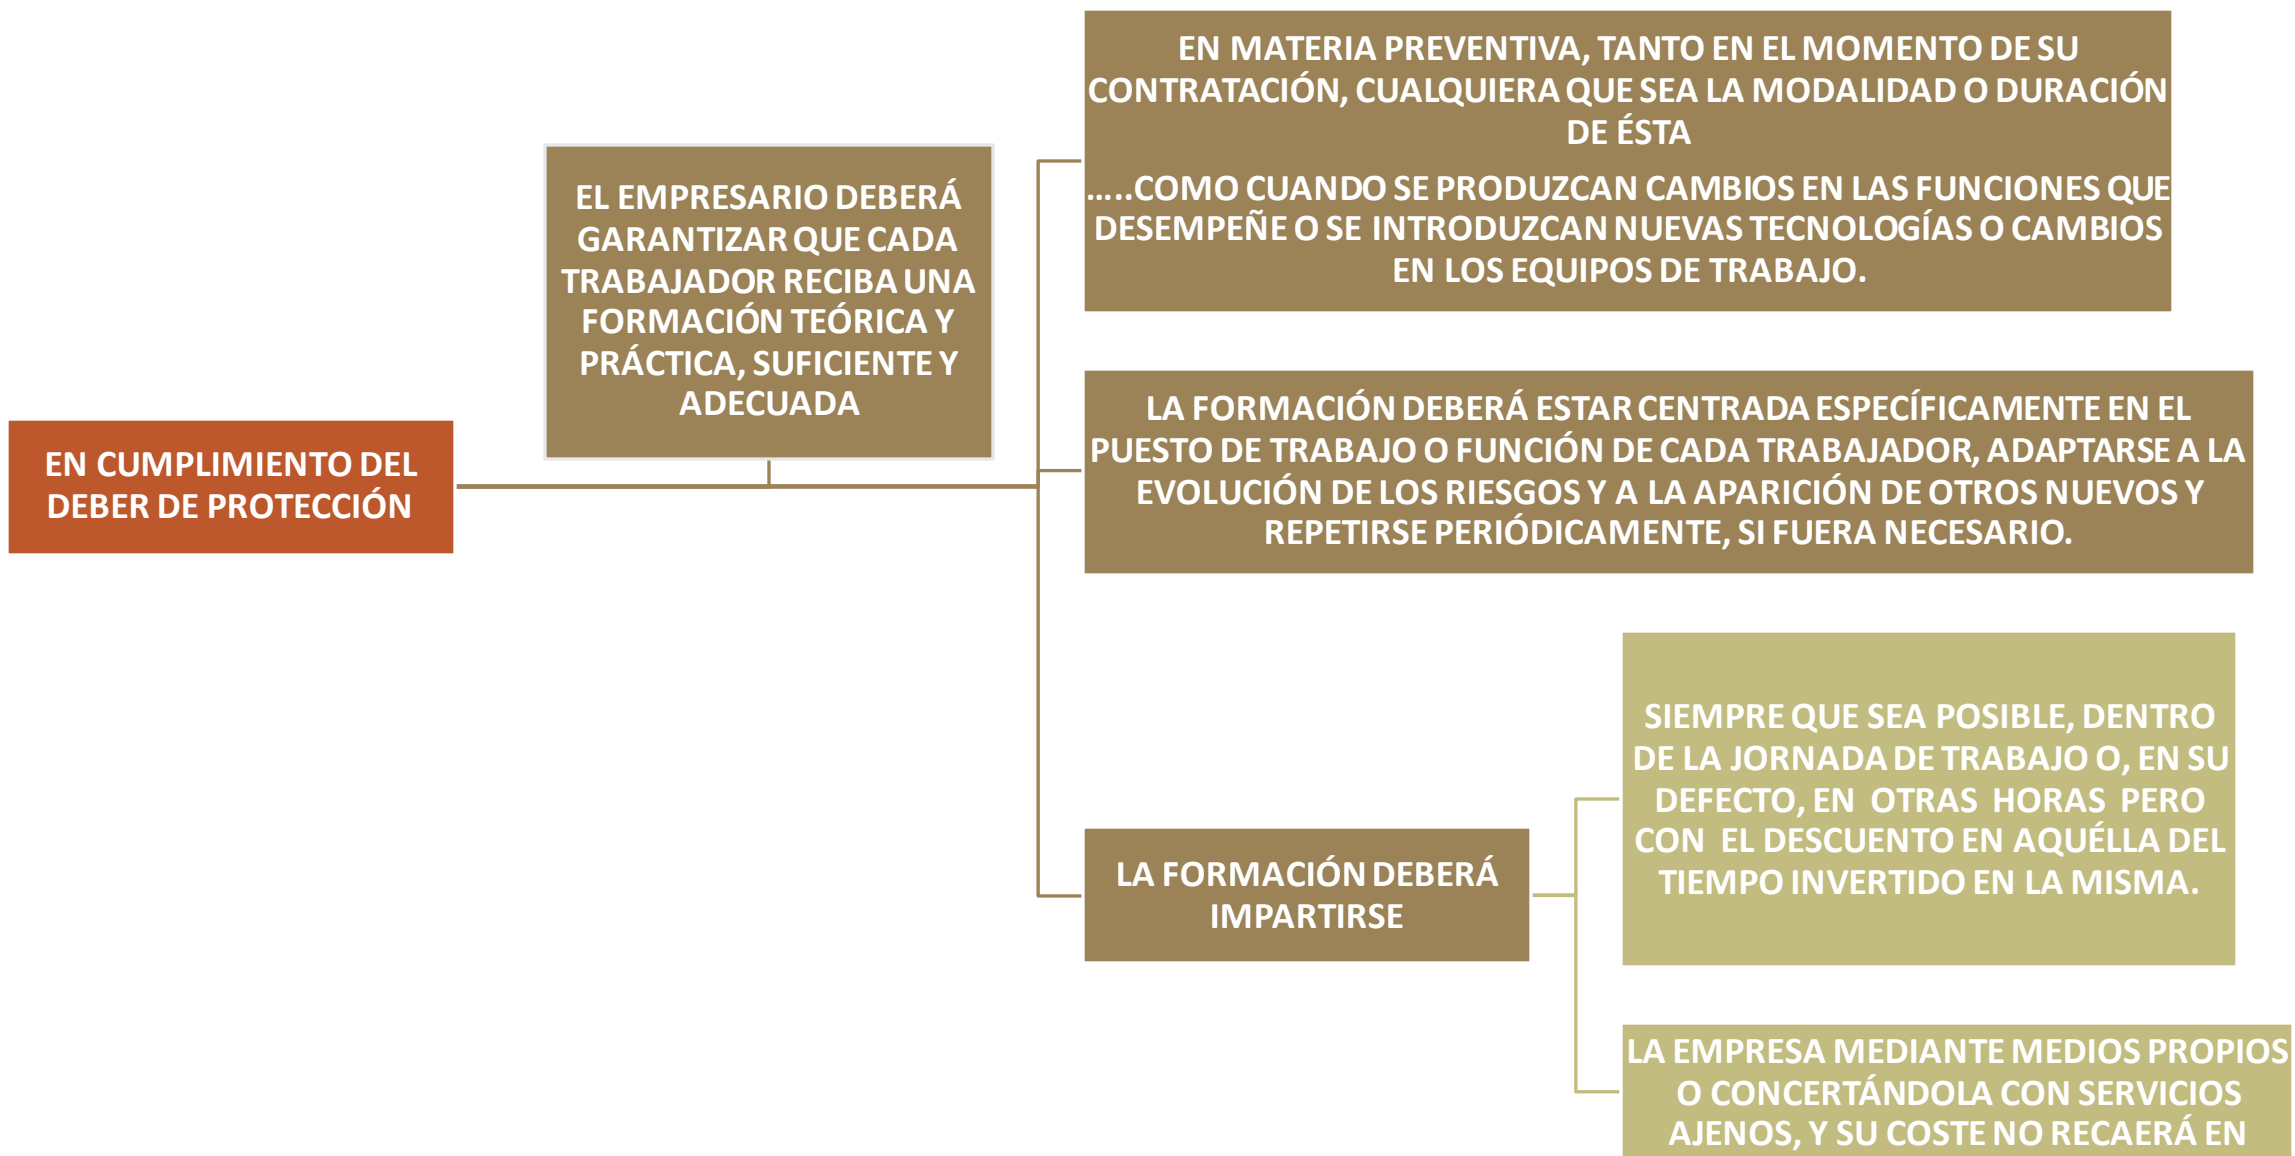 EN CUMPLIMIENTO DEL
DEBER DE PROTECCIÓN
EL EMPRESARIO DEBERÁ
GARANTIZAR QUE CADA
TRABAJADOR RECIBA UNA
FORMACIÓN TEÓRICA Y
PRÁCTICA, SUFICIENTE Y
ADECUADA
EN MATERIA PREVENTIVA, TANTO EN EL MOMENTO DE SU
CONTRATACIÓN, CUALQUIERA QUE SEA LA MODALIDAD O DURACIÓN
DE ÉSTA
.....COMO CUANDO SE PRODUZCAN CAMBIOS EN LAS FUNCIONES QUE
DESEMPEÑE O SE INTRODUZCAN NUEVAS TECNOLOGÍAS O CAMBIOS
EN LOS EQUIPOS DE TRABAJO.
LA FORMACIÓN DEBERÁ ESTAR CENTRADA ESPECÍFICAMENTE EN EL
PUESTO DE TRABAJO O FUNCIÓN DE CADA TRABAJADOR, ADAPTARSE A LA
EVOLUCIÓN DE LOS RIESGOS Y A LA APARICIÓN DE OTROS NUEVOS Y
REPETIRSE PERIÓDICAMENTE, SI FUERA NECESARIO.
LA FORMACIÓN DEBERÁ
IMPARTIRSE
SIEMPRE QUE SEA POSIBLE, DENTRO
DE LA JORNADA DE TRABAJO O, EN SU
DEFECTO, EN OTRAS HORAS PERO
CON EL DESCUENTO EN AQUÉLLA DEL
TIEMPO INVERTIDO EN LA MISMA.
LA EMPRESA MEDIANTE MEDIOS PROPIOS
O CONCERTÁNDOLA CON SERVICIOS
AJENOS, Y SU COSTE NO RECAERÁ EN